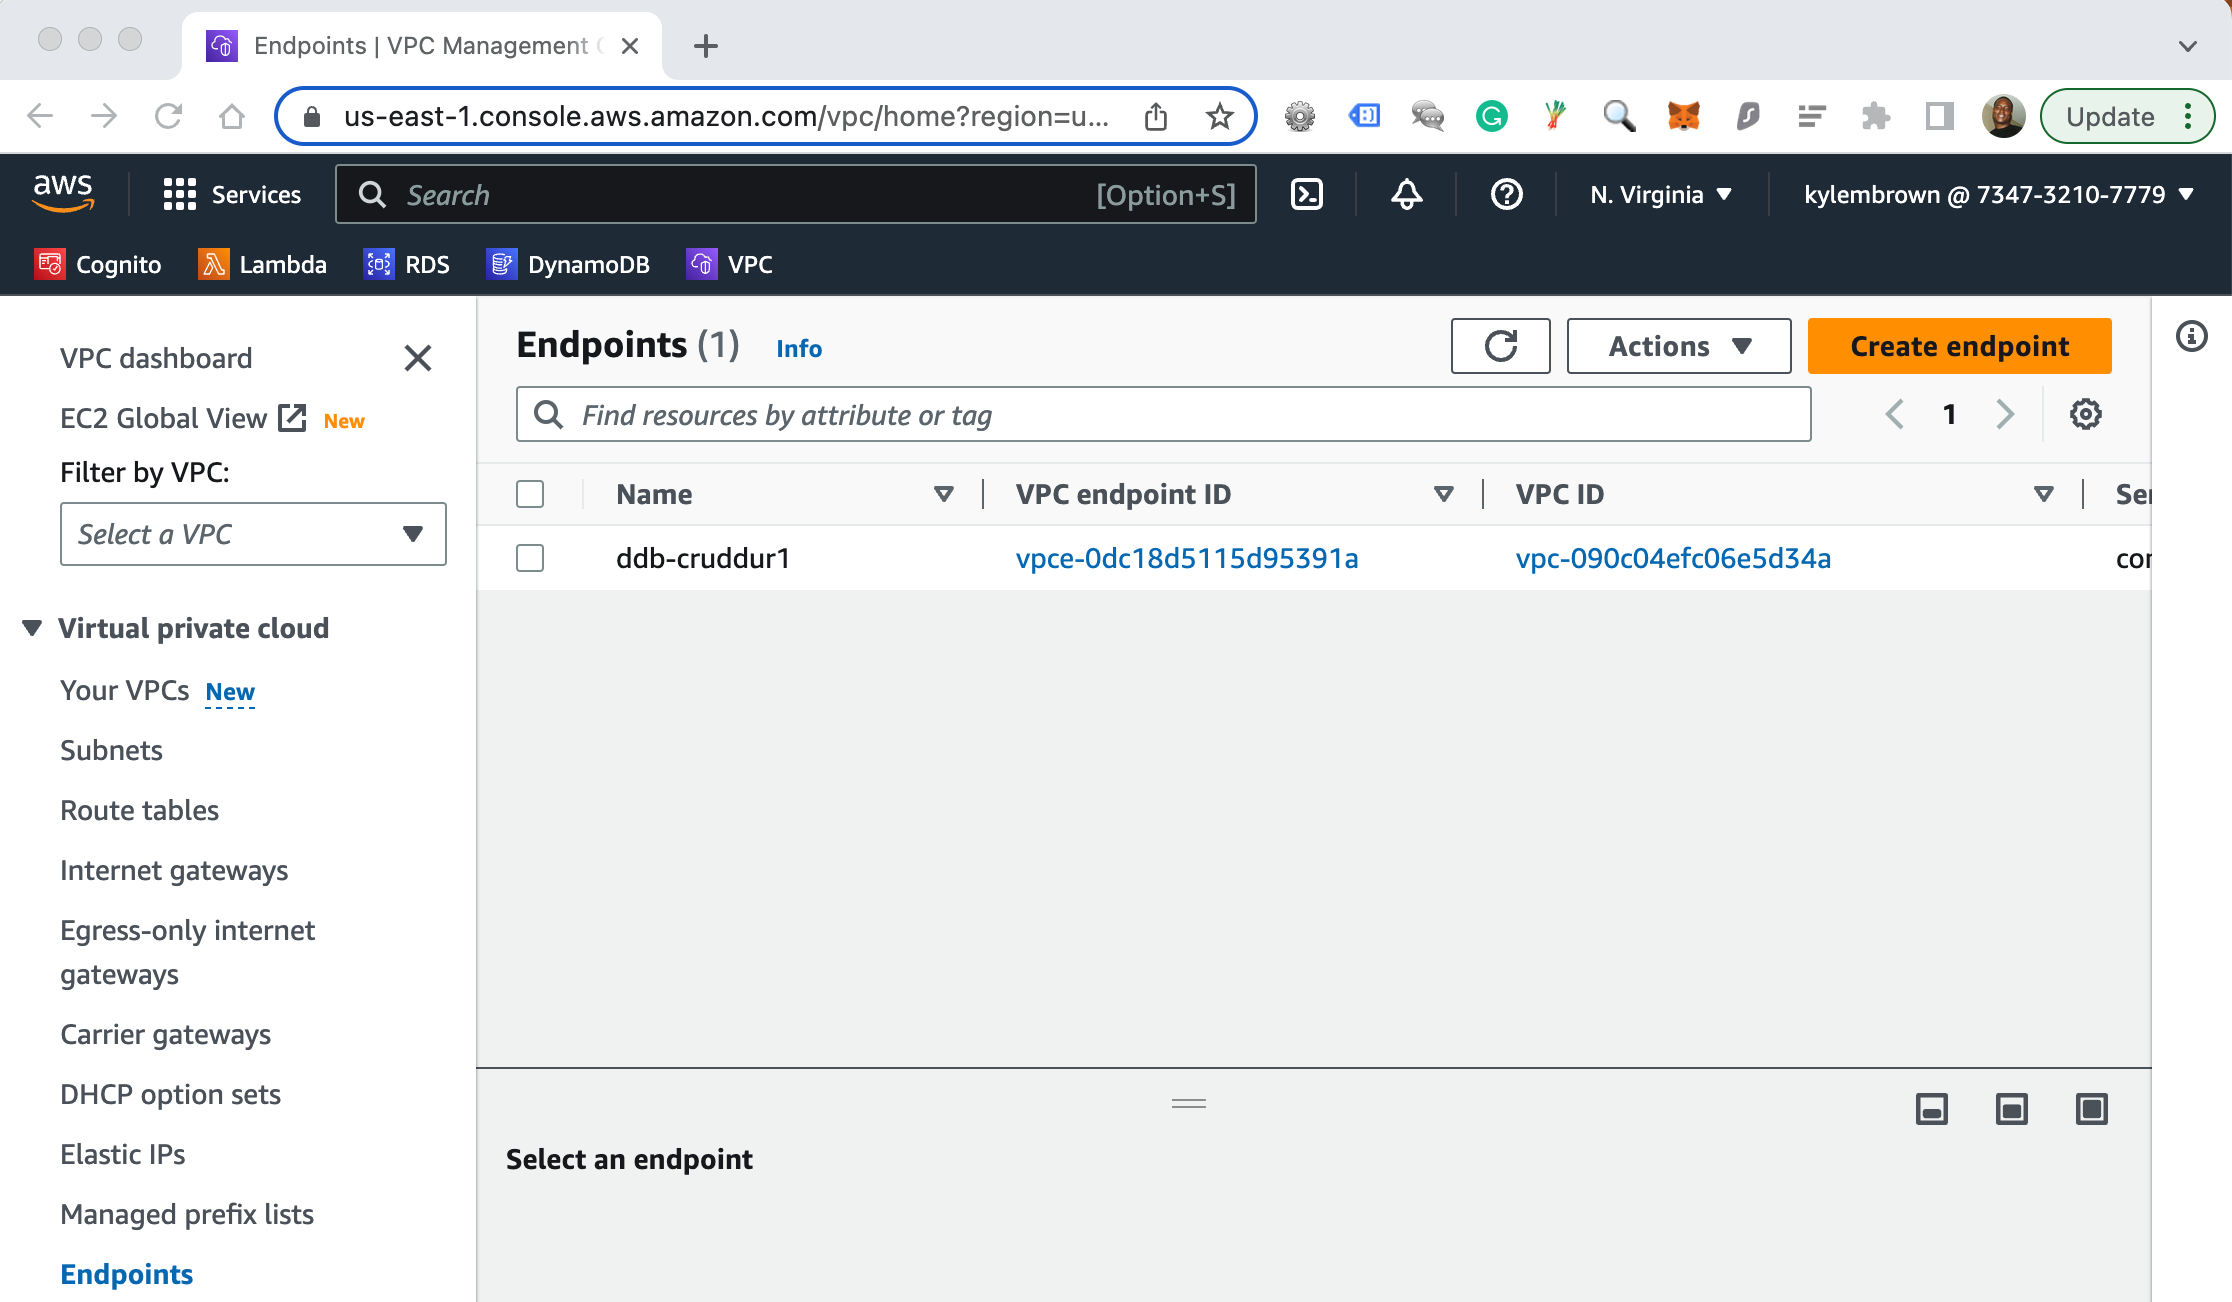 Endpoints | VPC Management
us-east-1.console.aws.amazon.com/vpc/home?region=u...
Update
aws
Services
Search
[Option+S]
N. Virginia
kylembrown @ 7347-3210-7779
Cognito
Lambda
RDS
DynamoDB
VPC
VPC dashboard
EC2 Global View New
Filter by VPC:
Select a VPC
Virtual private cloud
Your VPCs New
Subnets
Route tables
Internet gateways
Egress-only internet
gateways
Carrier gateways
DHCP option sets
Elastic IPs
Managed prefix lists
Endpoints
Endpoints (1) Info
Actions
Create endpoint
Find resources by attribute or tag
1
Name
VPC endpoint ID
VPC ID
ddb-cruddur1
vpce-0dc18d5115d95391a
vpc-090c04efc06e5d34a
Select an endpoint